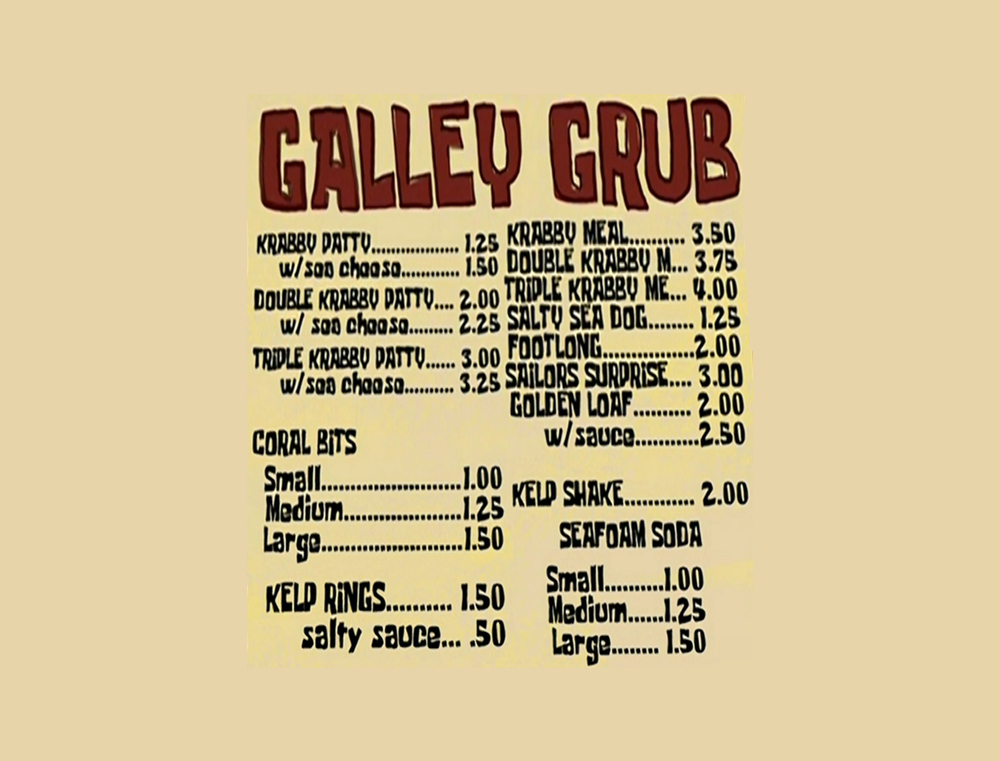 GALLEY GRUB
KRABBY PATTY.................. 1.25
w/sea cheese............ 1.50
DOUBLE KRABBY PATTY.... 2.00
w/ sea cheese......... 2.25
TRIPLE KRABBY PATTY...... 3.00
w/sea cheese.......... 3.25
CORAL BITS
Small.........................1.00
Medium.....................1.25
Large.........................1.50
KELP RINGS.......... 1.50
salty sauce... .50
KRABBY MEAL.......... 3.50
DOUBLE KRABBY M... 3.75
TRIPLE KRABBY ME... 4.00
SALTY SEA DOG........ 1.25
FOOTLONG................2.00
SAILORS SURPRISE.... 3.00
GOLDEN LOAF.......... 2.00
w/sauce...........2.50
KELP SHAKE............ 2.00
SEAFOAM SODA
Small..........1.00
Medium......1.25
Large........ 1.50